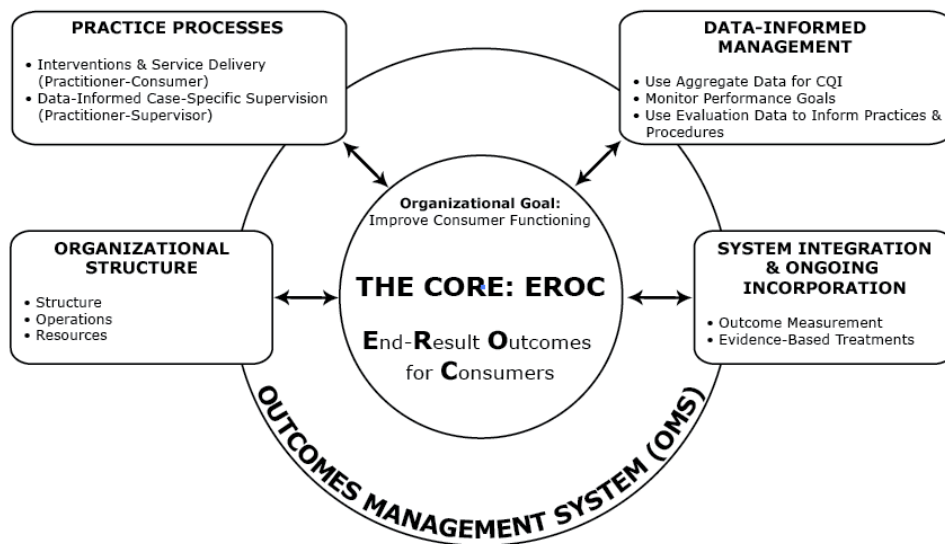 PRACTICE PROCESSES
• Interventions & Service Delivery
(Practitioner-Consumer)
• Data-Informed Case-Specific Supervision
(Practitioner-Supervisor)
DATA-INFORMED
MANAGEMENT
• Use Aggregate Data for CQI
• Monitor Performance Goals
• Use Evaluation Data to Inform Practices &
Procedures
Organizational Goal:
Improve Consumer Functioning
ORGANIZATIONAL
STRUCTURE
• Structure
• Operations
• Resources
THE CORE: EROC
End-Result Outcomes
for Consumers
SYSTEM INTEGRATION
& ONGOING
INCORPORATION
• Outcome Measurement
• Evidence-Based Treatments
OUTCOMES MANAGEMENT SYSTEM (OMS)